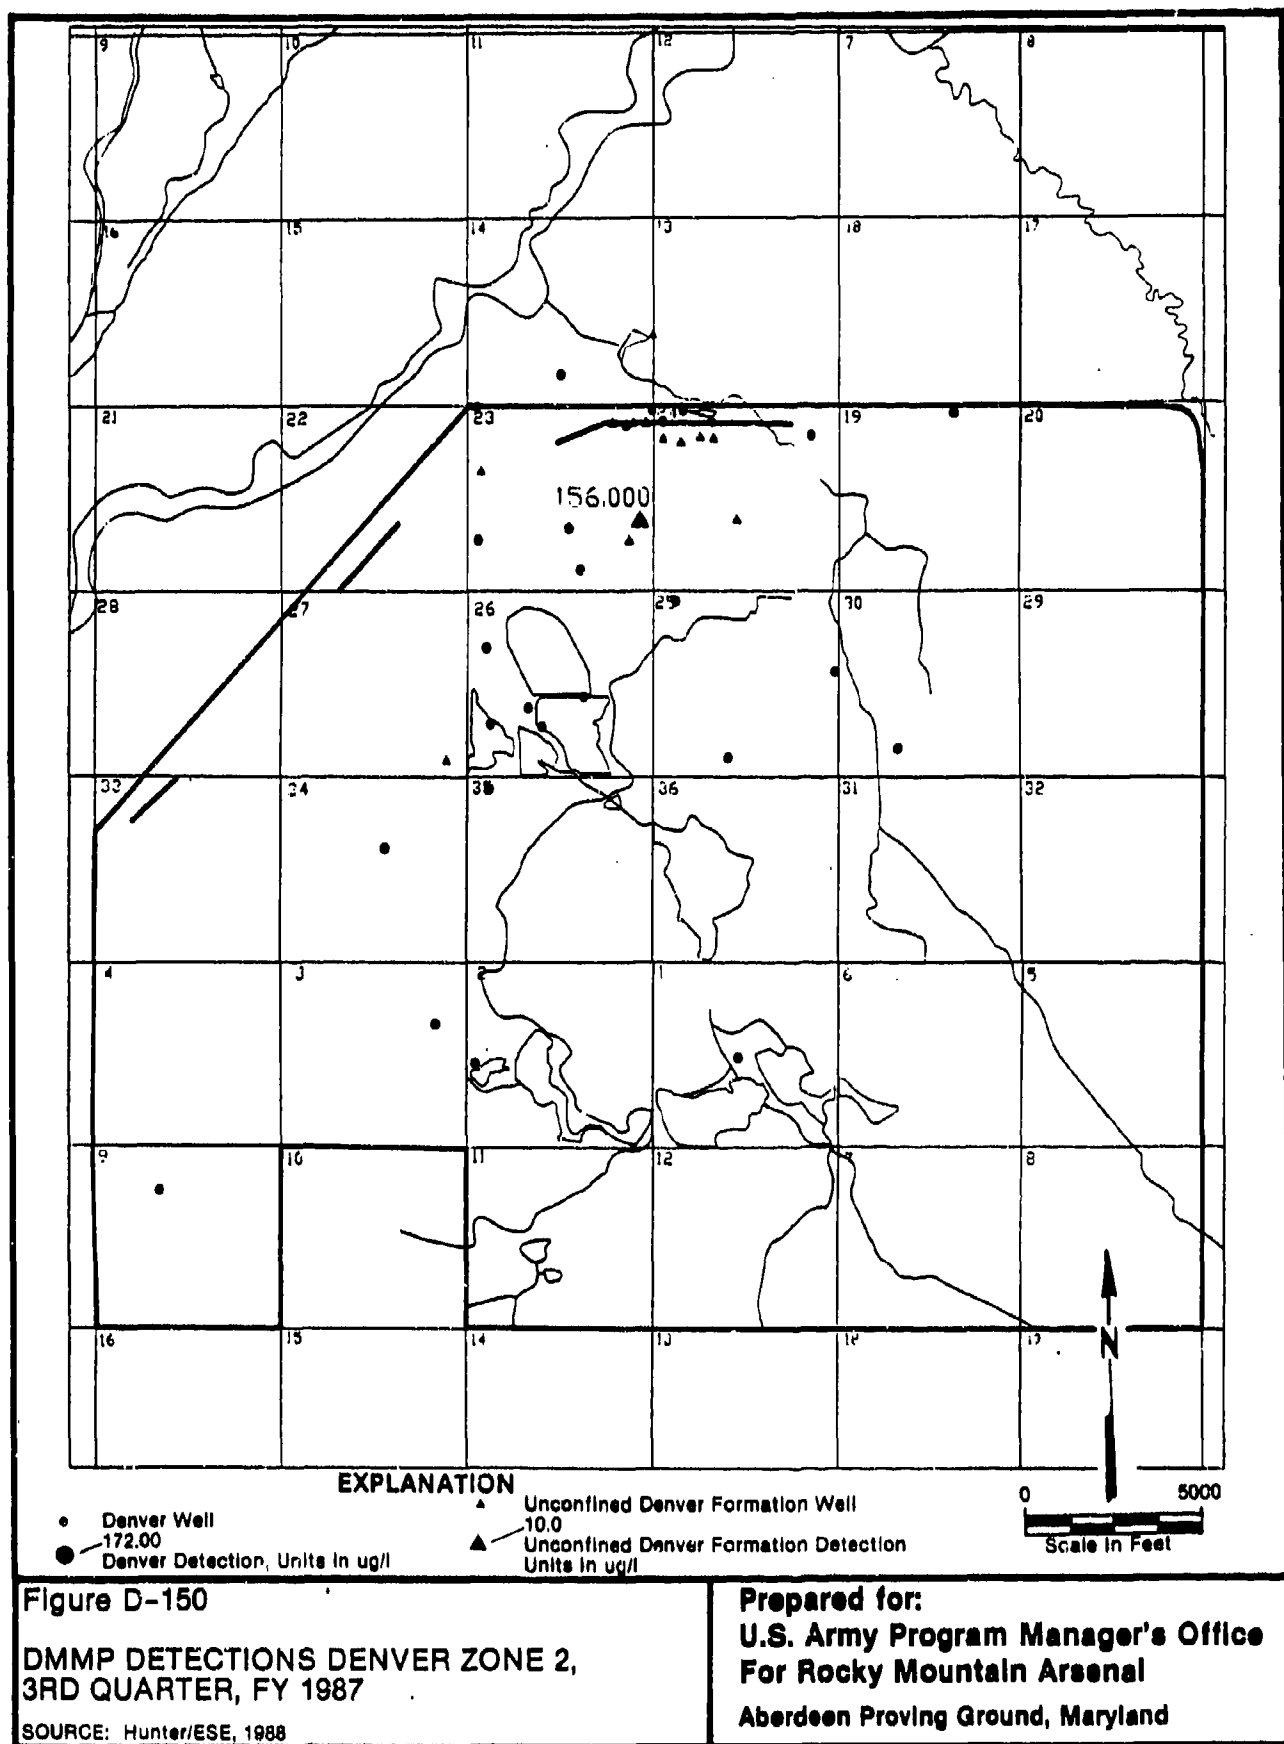 9 10 11 12 7 8
16 15 14 13 18 17
21 22 23 24 19 20
156.000
28 27 26 25 30 29
33 34 35 36 31 32
4 3 2 1 6 5
9 10 11 12 7 8
16 15 14 13 18 17
N
EXPLANATION
Denver Well
172.00
Denver Detection, Units in ug/l
Unconfined Denver Formation Well
10.0
Unconfined Denver Formation Detection
Units in ug/l
0 5000
Scale in Feet
Figure D-150
DMMP DETECTIONS DENVER ZONE 2,
3RD QUARTER, FY 1987
SOURCE: Hunter/ESE, 1988
Prepared for:
U.S. Army Program Manager's Office
For Rocky Mountain Arsenal
Aberdeen Proving Ground, Maryland